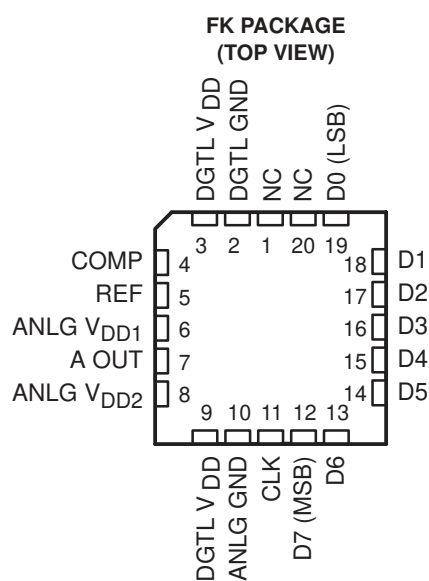 FK PACKAGE
(TOP VIEW)
DGTL VDD
DGTL GND
NC
NC
D0 (LSB)
3 2 1 20 19
COMP 4
REF 5
ANLG VDD1 6
A OUT 7
ANLG VDD2 8
18 D1
17 D2
16 D3
15 D4
14 D5
9 10 11 12 13
DGTL VDD
ANLG GND
CLK
D7 (MSB)
D6